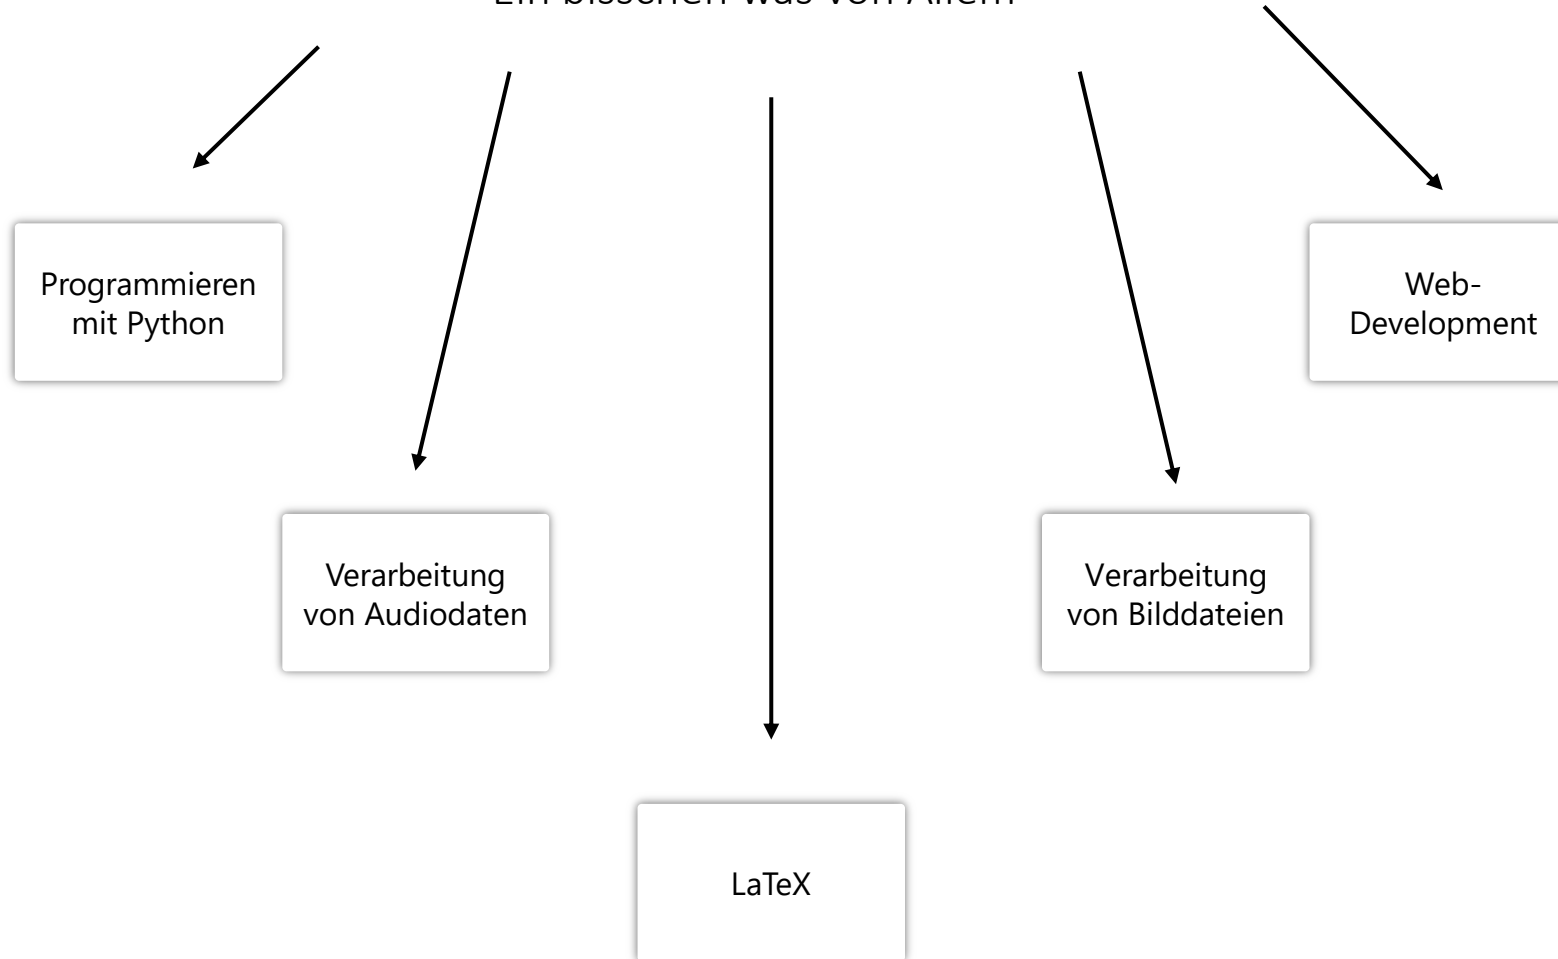 Ein bisschen was von Allem
Programmieren
mit Python
Web-
Development
Verarbeitung
von Audiodaten
Verarbeitung
von Bilddateien
LaTeX